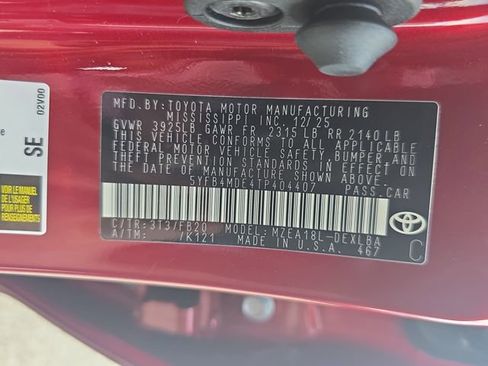 MFD.BY:TOYOTA MOTOR MANUFACTURING
MISSISSIPPI INC. 12/25
GVWR 3925LB GAWR FR 2315 LB RR 2140 LB
THIS VEHICLE CONFORMS TO ALL APPLICABLE
FEDERAL MOTOR VEHICLE SAFETY, BUMPER, AND
THEFT PREVENTION STANDARDS IN EFFECT ON
THE DATE OF MANUFACTURE SHOWN ABOVE.
5YFB4MDE4TP404407 PASS.CAR
C/TR: 3T3/FB20 MODEL: MZEA18L-DEXLBA
A/TM: /K121 MADE IN U.S.A. 467
C
TOYOTA
02V00
SE
VOIR LE MANUEL
DE L'USAGER
POUR PLUS DE